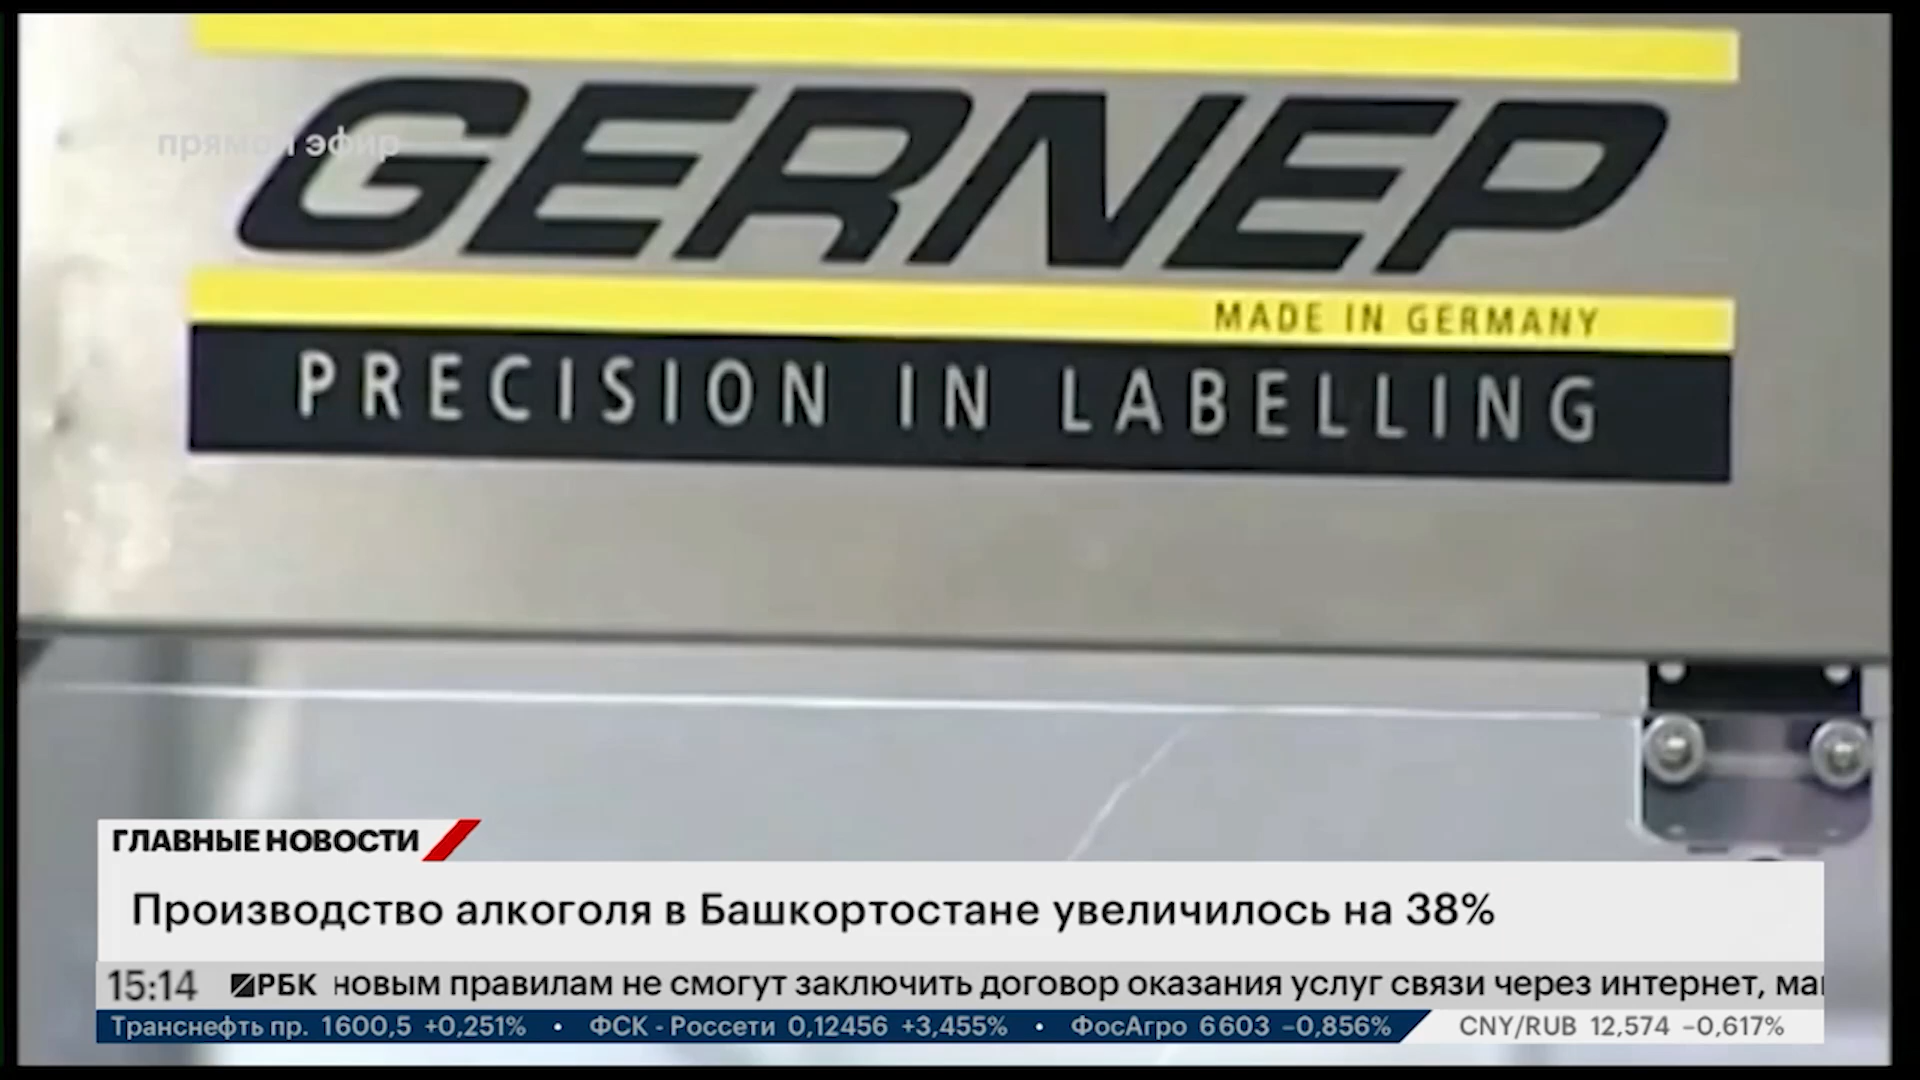 прямой эфир
GERNEP
MADE IN GERMANY
PRECISION IN LABELLING
ГЛАВНЫЕ НОВОСТИ
Производство алкоголя в Башкортостане увеличилось на 38%
15:14 РБК новым правилам не смогут заключить договор оказания услуг связи через интернет,
Транснефть пр. 1600,5 +0,251% • ФСК - Россети 0,12456 +3,455% • ФосАгро 6603 −0,856% CNY/RUB 12,574 −0,617%